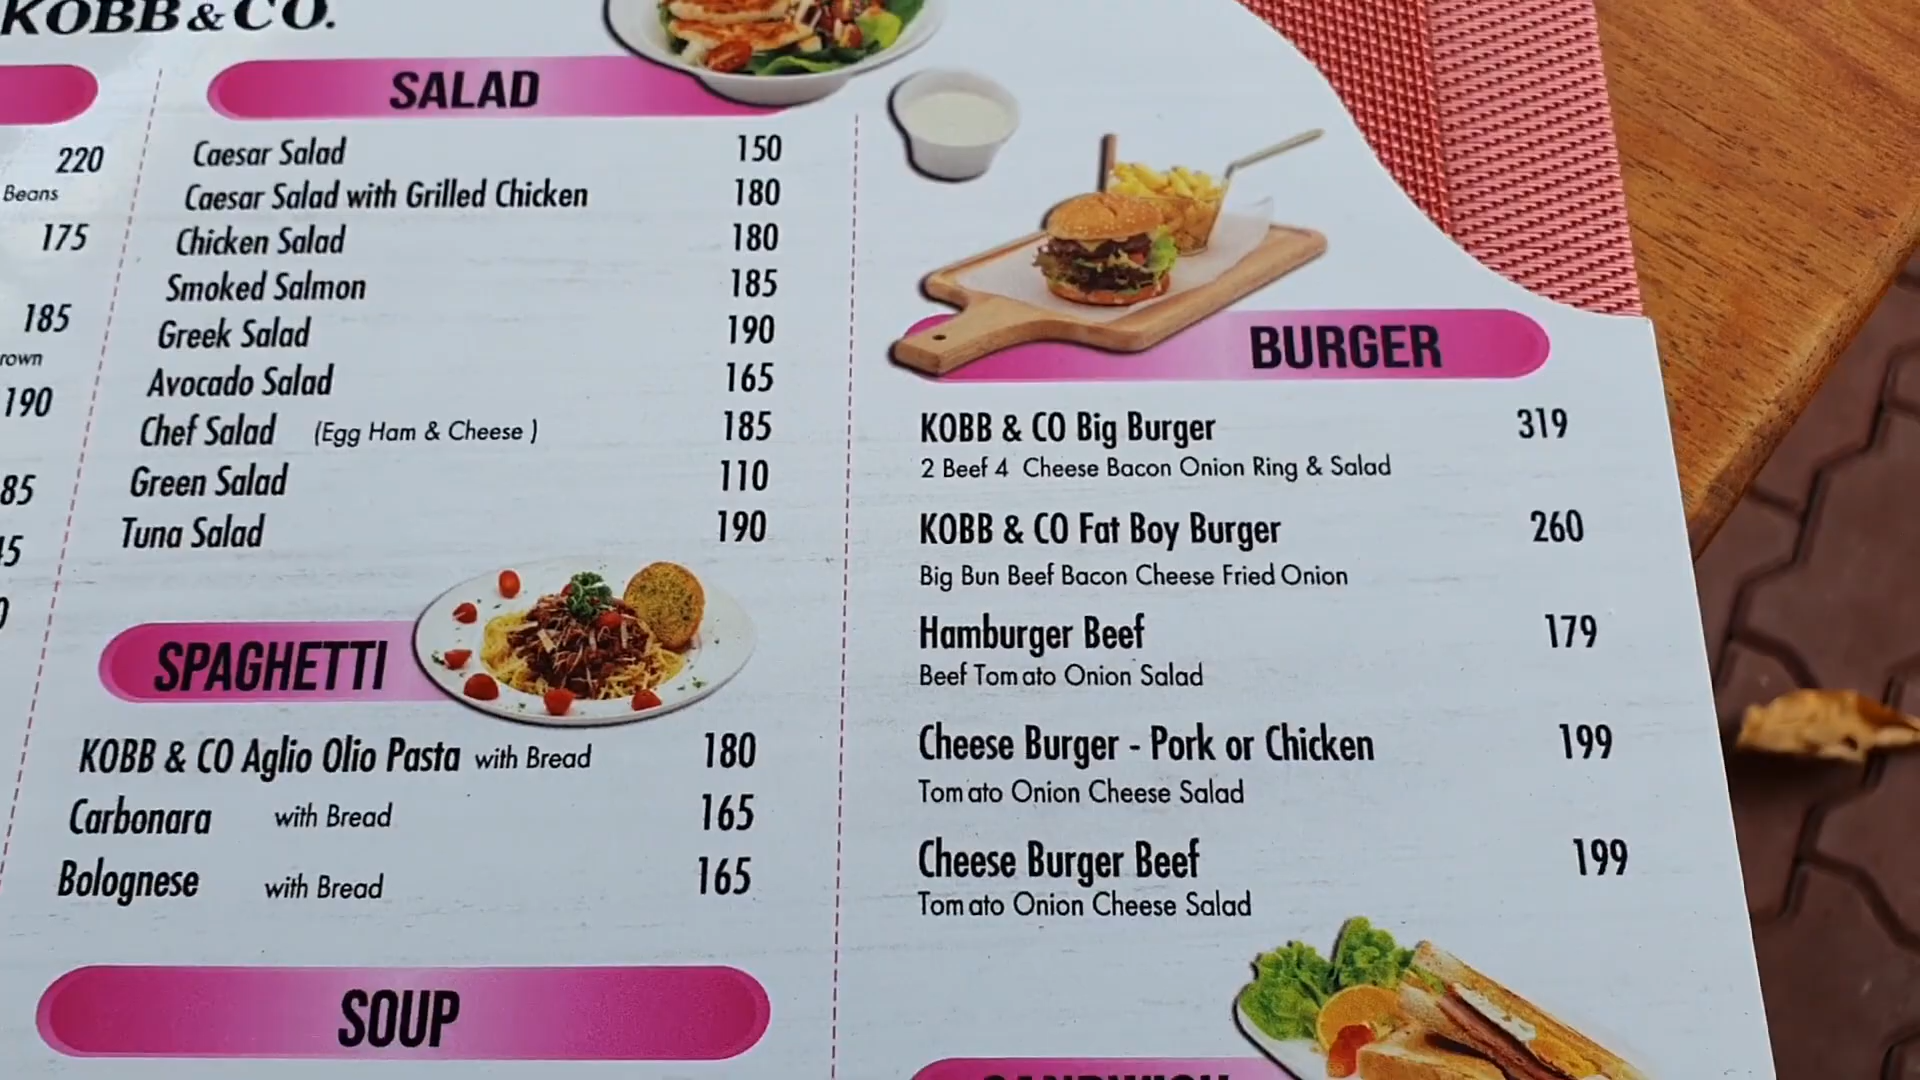 KOBB & CO.
220
Beans
175
185
rown
190
85
SALAD
Caesar Salad 150
Caesar Salad with Grilled Chicken 180
Chicken Salad 180
Smoked Salmon 185
Greek Salad 190
Avocado Salad 165
Chef Salad (Egg Ham & Cheese ) 185
Green Salad 110
Tuna Salad 190
SPAGHETTI
KOBB & CO Aglio Olio Pasta with Bread 180
Carbonara with Bread 165
Bolognese with Bread 165
SOUP
BURGER
KOBB & CO Big Burger 319
2 Beef 4 Cheese Bacon Onion Ring & Salad
KOBB & CO Fat Boy Burger 260
Big Bun Beef Bacon Cheese Fried Onion
Hamburger Beef 179
Beef Tomato Onion Salad
Cheese Burger - Pork or Chicken 199
Tomato Onion Cheese Salad
Cheese Burger Beef 199
Tomato Onion Cheese Salad
SANDWICH